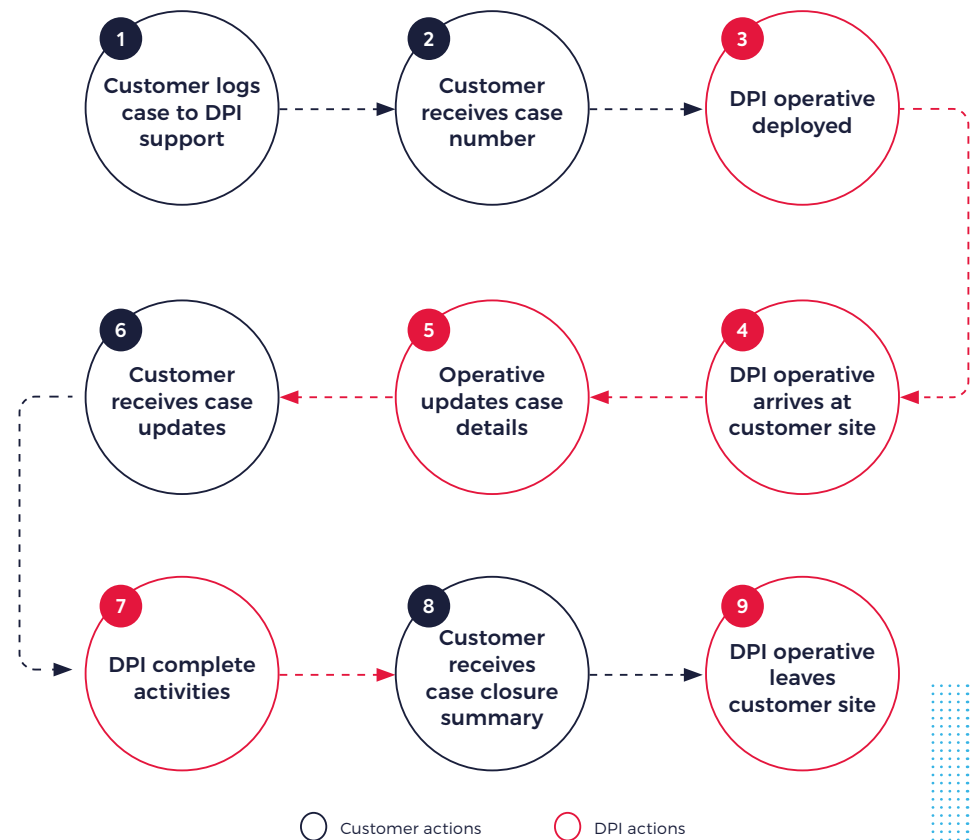 1
Customer logs
case to DPI
support
2
Customer
receives case
number
3
DPI operative
deployed
4
DPI operative
arrives at
customer site
5
Operative
updates case
details
6
Customer
receives case
updates
7
DPI complete
activities
8
Customer
receives
case closure
summary
9
DPI operative
leaves
customer site
Customer actions
DPI actions